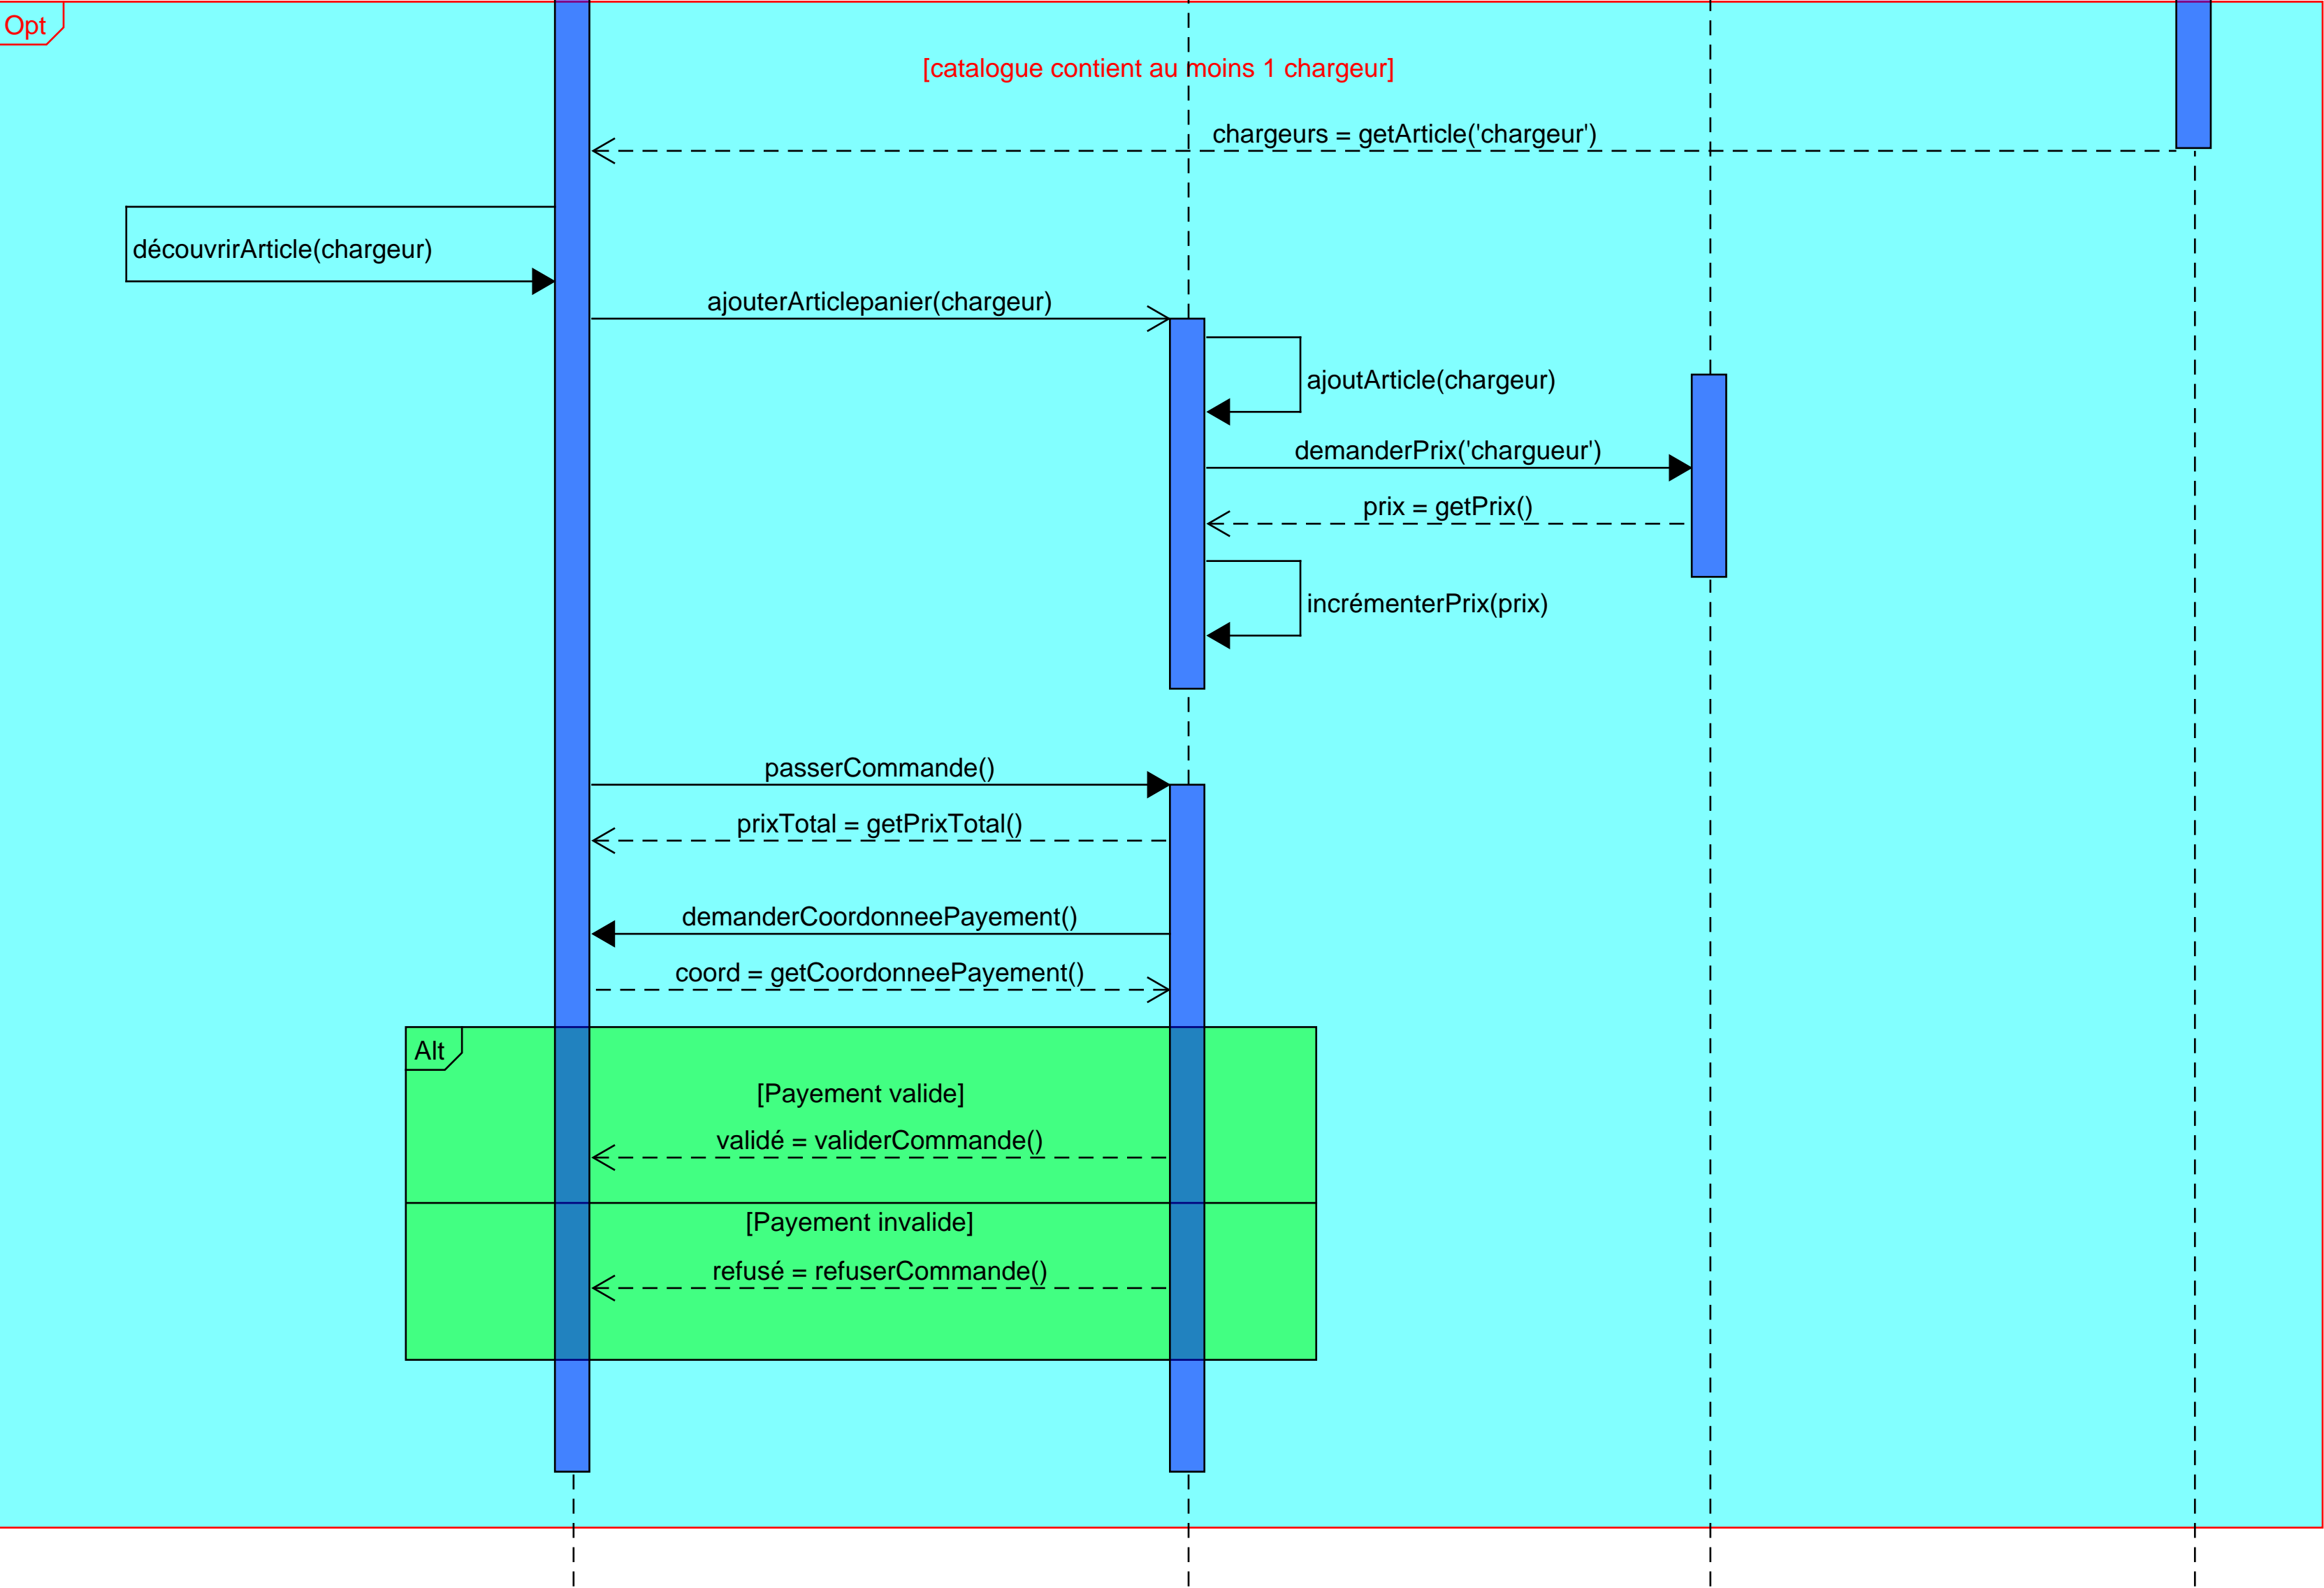 Opt
[catalogue contient au moins 1 chargeur]
chargeurs = getArticle('chargeur')
découvrirArticle(chargeur)
ajouterArticlepanier(chargeur)
ajoutArticle(chargeur)
demanderPrix('chargueur')
prix = getPrix()
incrémenterPrix(prix)
passerCommande()
prixTotal = getPrixTotal()
demanderCoordonneePayement()
coord = getCoordonneePayement()
Alt
[Payement valide]
validé = validerCommande()
[Payement invalide]
refusé = refuserCommande()